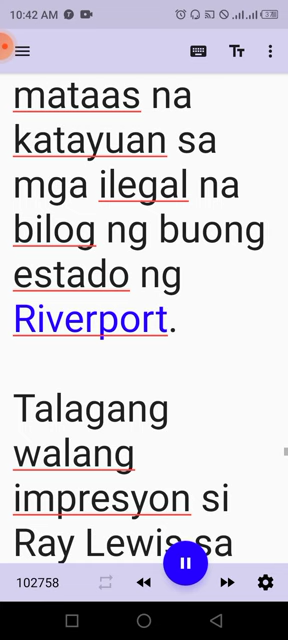 10:42 AM
mataas na
katayuan sa
mga ilegal na
bilog ng buong
estado ng
Riverport.
Talagang
walang
impresyon si
Ray Lewis sa
102758